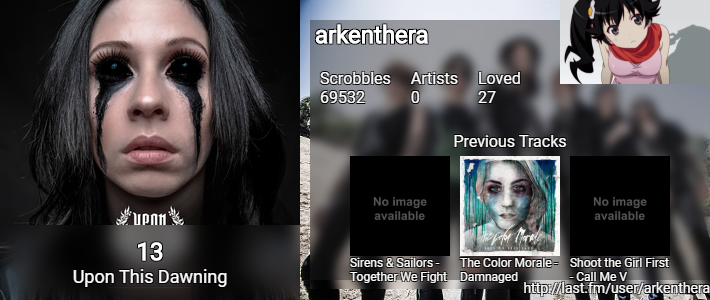 arkenthera
Scrobbles Artists Loved
69532 0 27
Previous Tracks
No image
available
No image
available
Sirens & Sailors -
Together We Fight
The Color Morale -
Damnaged
Shoot the Girl First
- Call Me V
UPON
13
Upon This Dawning
http://last.fm/user/arkenthera